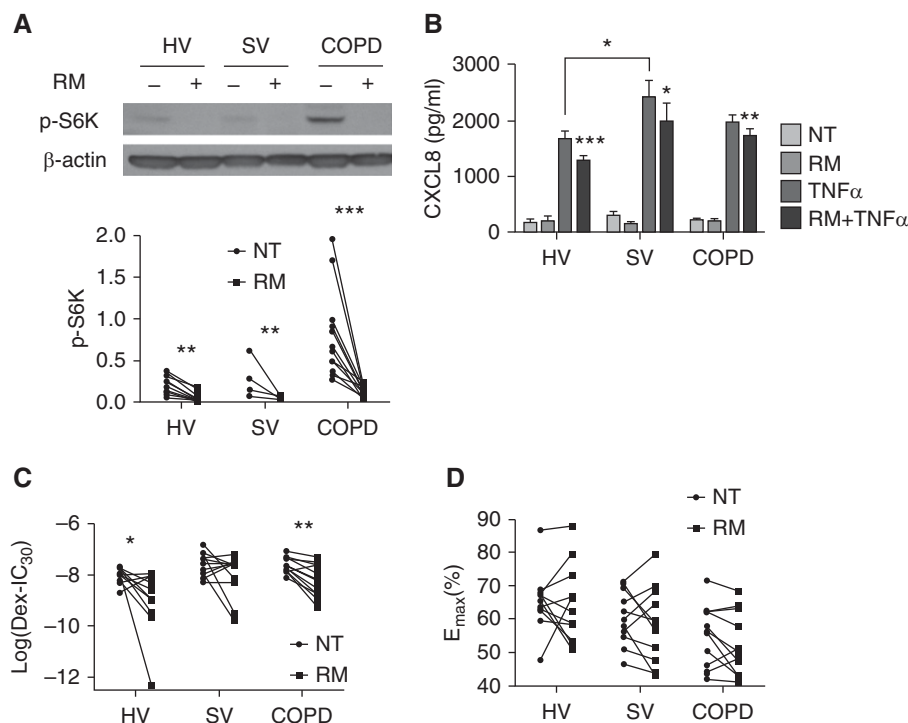 A
HV SV COPD
RM – + – + – +
p-S6K
β-actin
***
2.0
NT
RM
1.5
p-S6K
1.0
** **
0.5
0.0
HV SV COPD
B
*
3000
CXCL8 (pg/ml)
2000
1000
0
*** * **
NT
RM
TNFα
RM+TNFα
HV SV COPD
C
–6
* **
–8
Log(Dex-IC30)
–10
NT
–12
RM
HV SV COPD
D
NT
RM
90
80
70
Emax(%)
60
50
40
HV SV COPD